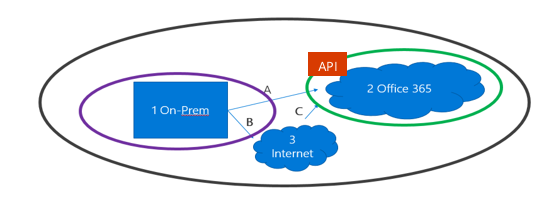 API
A
2 Office 365
1 On-Prem
B
C
3
Internet